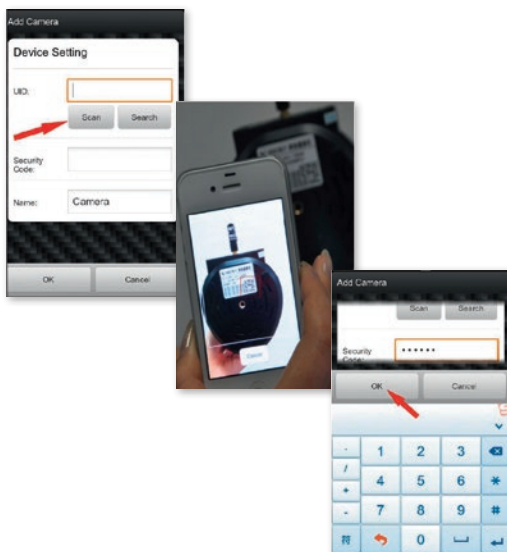 Add Camera
Device Setting
UID:
Scan Search
Security
Code:
Name: Camera
OK Cancel
Cancel
Add Camera
Scan Search
Security
Code: ••••••
OK Cancel
. 1 2 3
/ 4 5 6 *
+
- 7 8 9 #
符 0